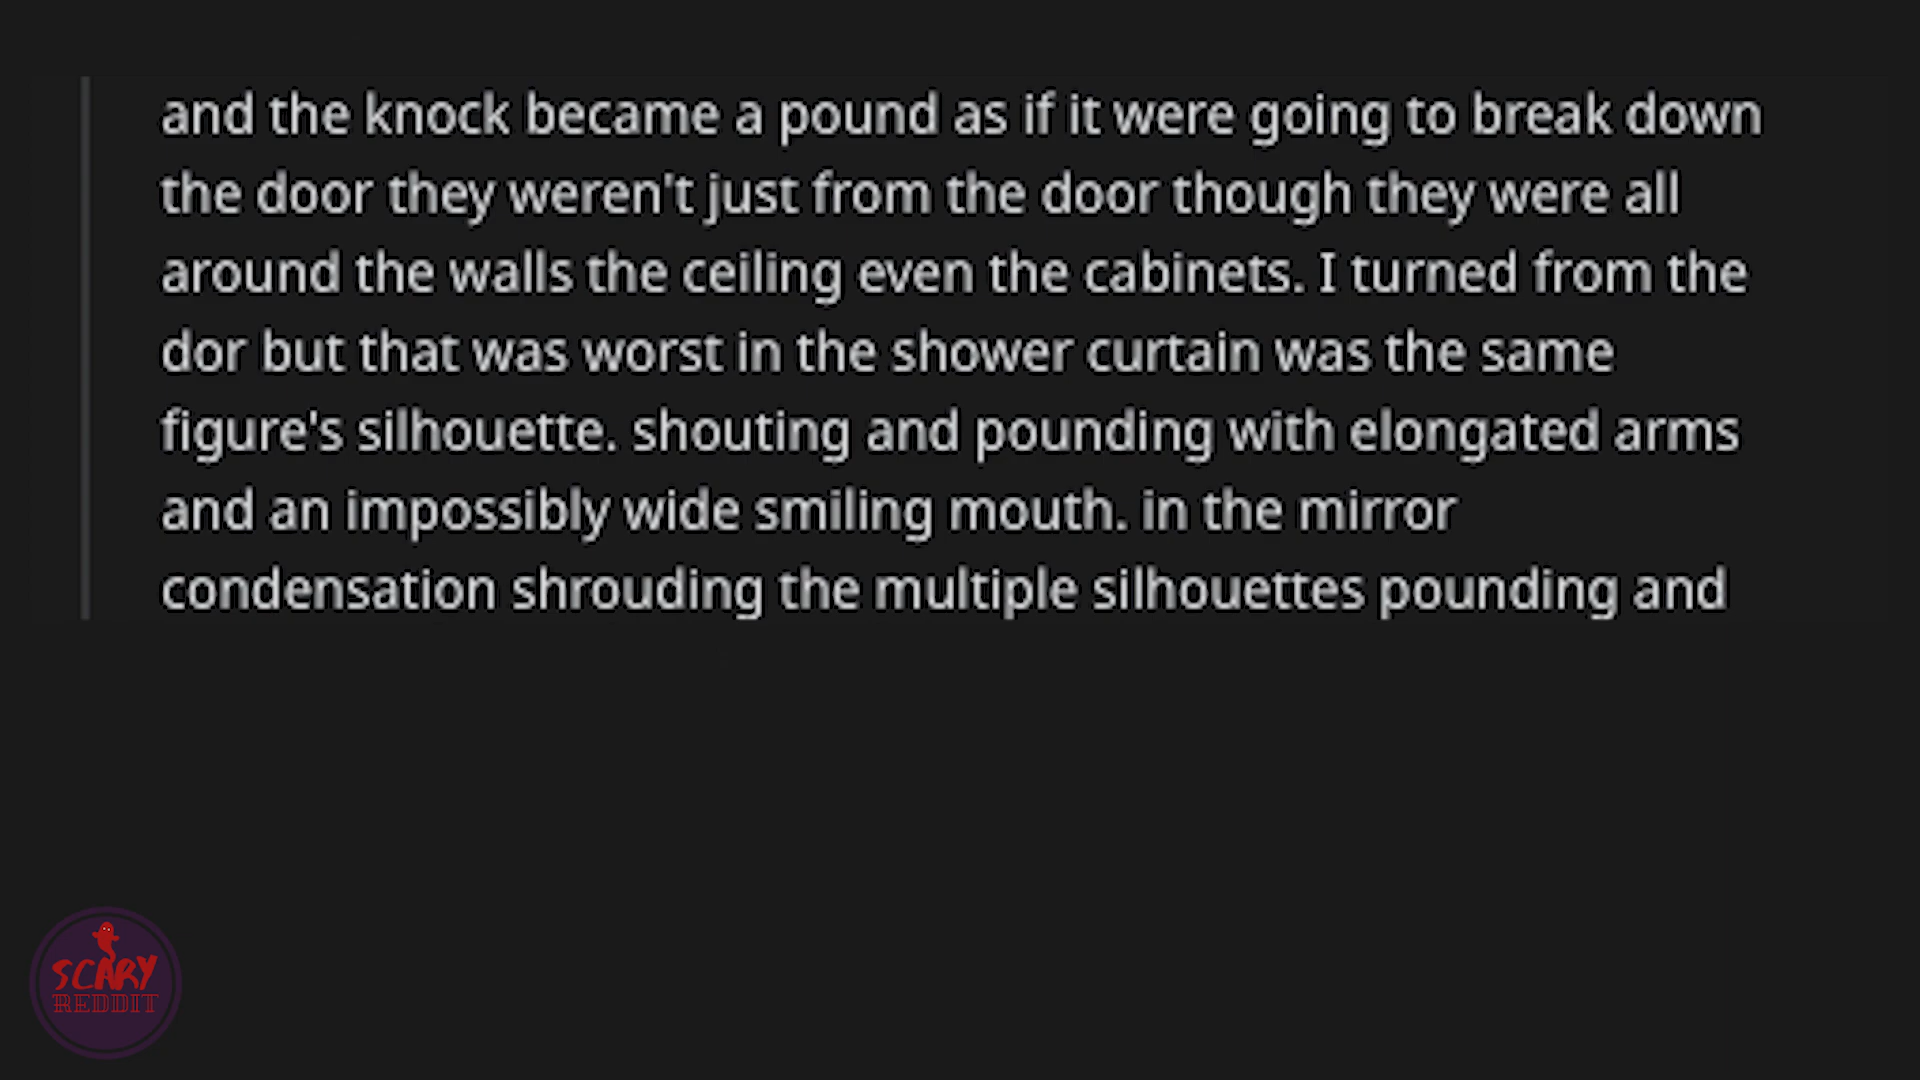 and the knock became a pound as if it were going to break down
the door they weren't just from the door though they were all
around the walls the ceiling even the cabinets. I turned from the
dor but that was worst in the shower curtain was the same
figure's silhouette. shouting and pounding with elongated arms
and an impossibly wide smiling mouth. in the mirror
condensation shrouding the multiple silhouettes pounding and
SCARY
REDDIT